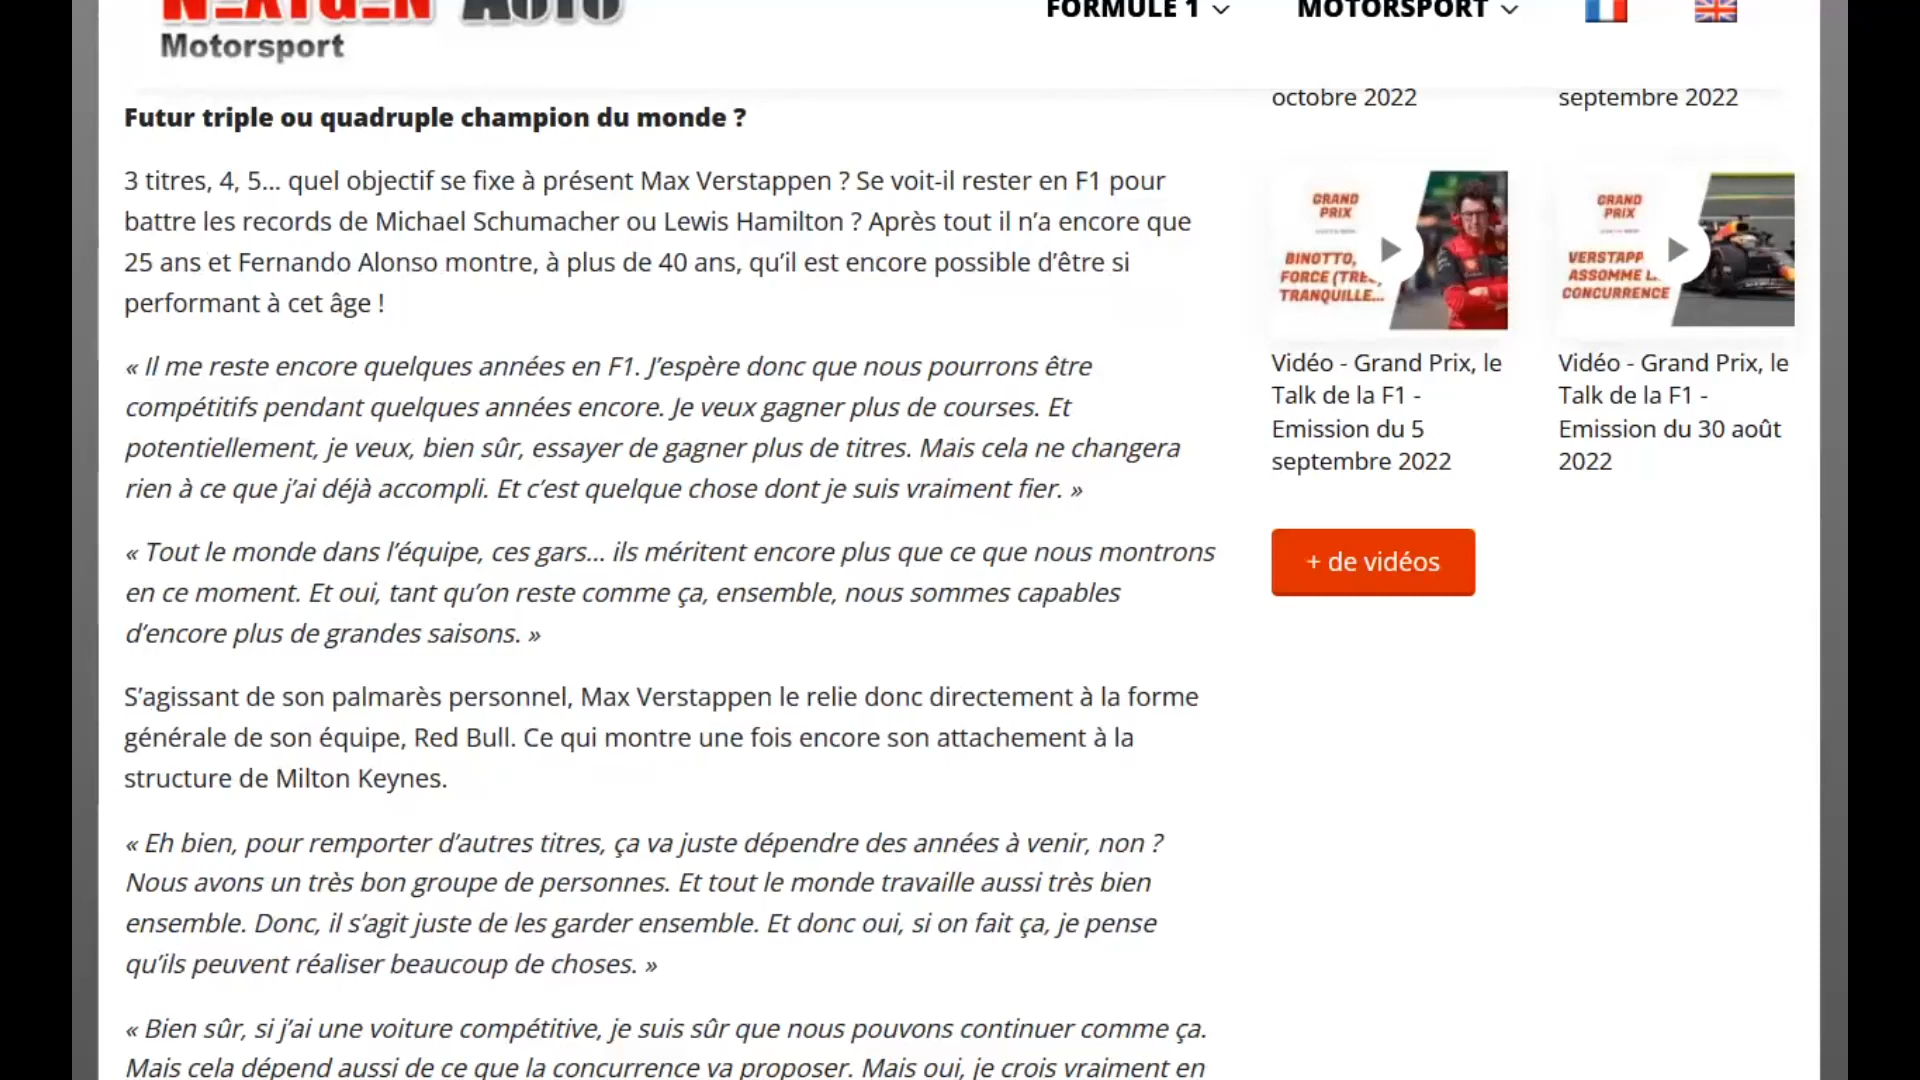 NEXTGEN AUTO
Motorsport
FORMULE 1
MOTORSPORT
Futur triple ou quadruple champion du monde ?
3 titres, 4, 5... quel objectif se fixe à présent Max Verstappen ? Se voit-il rester en F1 pour
battre les records de Michael Schumacher ou Lewis Hamilton ? Après tout il n’a encore que
25 ans et Fernando Alonso montre, à plus de 40 ans, qu’il est encore possible d’être si
performant à cet âge !
« Il me reste encore quelques années en F1. J’espère donc que nous pourrons être
compétitifs pendant quelques années encore. Je veux gagner plus de courses. Et
potentiellement, je veux, bien sûr, essayer de gagner plus de titres. Mais cela ne changera
rien à ce que j’ai déjà accompli. Et c’est quelque chose dont je suis vraiment fier. »
« Tout le monde dans l’équipe, ces gars... ils méritent encore plus que ce que nous montrons
en ce moment. Et oui, tant qu’on reste comme ça, ensemble, nous sommes capables
d’encore plus de grandes saisons. »
S’agissant de son palmarès personnel, Max Verstappen le relie donc directement à la forme
générale de son équipe, Red Bull. Ce qui montre une fois encore son attachement à la
structure de Milton Keynes.
« Eh bien, pour remporter d’autres titres, ça va juste dépendre des années à venir, non ?
Nous avons un très bon groupe de personnes. Et tout le monde travaille aussi très bien
ensemble. Donc, il s’agit juste de les garder ensemble. Et donc oui, si on fait ça, je pense
qu’ils peuvent réaliser beaucoup de choses. »
« Bien sûr, si j’ai une voiture compétitive, je suis sûr que nous pouvons continuer comme ça.
Mais cela dépend aussi de ce que la concurrence va proposer. Mais oui, je crois vraiment en
octobre 2022
septembre 2022
GRAND
PRIX
BINOTTO,
FORCE (TRÈS
TRANQUILLE...
GRAND
PRIX
VERSTAPP
ASSOMME L
CONCURRENCE
Vidéo - Grand Prix, le
Talk de la F1 -
Emission du 5
septembre 2022
Vidéo - Grand Prix, le
Talk de la F1 -
Emission du 30 août
2022
+ de vidéos